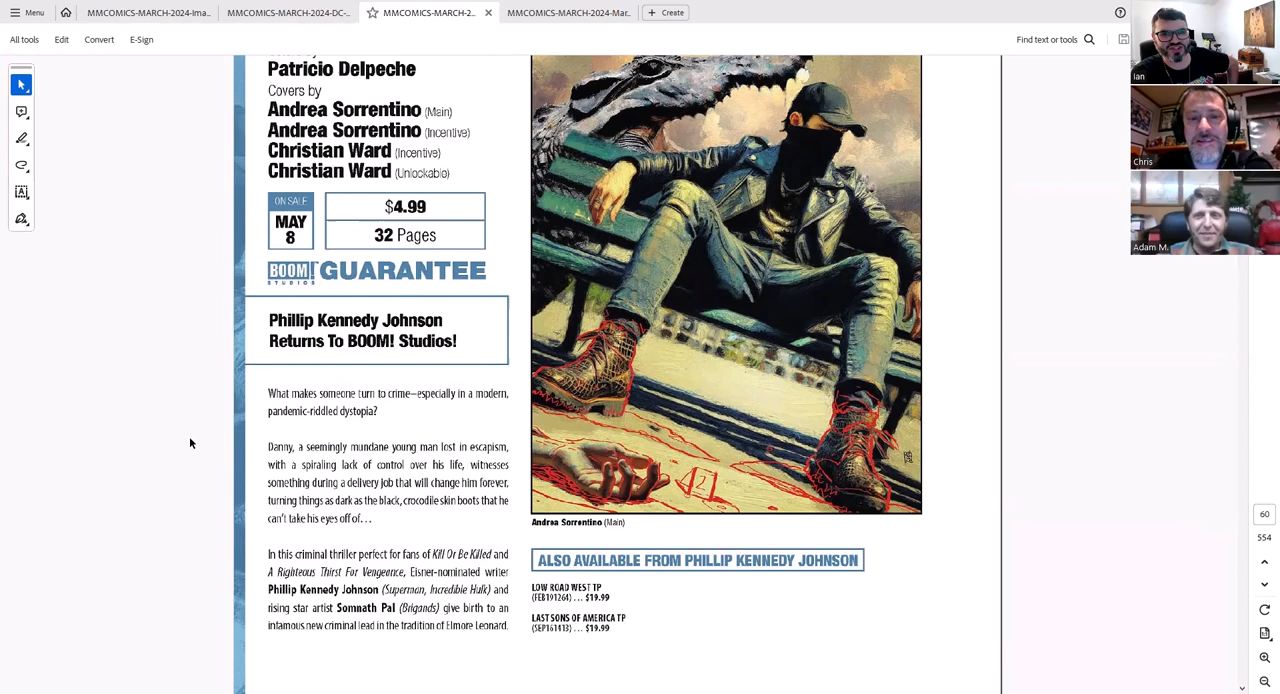 Menu
MMCOMICS-MARCH-2024-Ima...
MMCOMICS-MARCH-2024-DC-...
MMCOMICS-MARCH-2...
MMCOMICS-MARCH-2024-Mar...
+ Create
All tools
Edit
Convert
E-Sign
Find text or tools
Ian
Chris
Adam M.
Patricio Delpeche
Covers by
Andrea Sorrentino (Main)
Andrea Sorrentino (Incentive)
Christian Ward (Incentive)
Christian Ward (Unlockable)
ON SALE
MAY
8
$4.99
32 Pages
BOOM! STUDIOS GUARANTEE
Phillip Kennedy Johnson
Returns To BOOM! Studios!
What makes someone turn to crime—especially in a modern,
pandemic-riddled dystopia?
Danny, a seemingly mundane young man lost in escapism,
with a spiraling lack of control over his life, witnesses
something during a delivery job that will change him forever,
turning things as dark as the black, crocodile skin boots that he
can't take his eyes off of…
In this criminal thriller perfect for fans of Kill Or Be Killed and
A Righteous Thirst For Vengeance, Eisner-nominated writer
Phillip Kennedy Johnson (Superman, Incredible Hulk) and
rising star artist Somnath Pal (Brigands) give birth to an
infamous new criminal lead in the tradition of Elmore Leonard.
12
Andrea Sorrentino (Main)
ALSO AVAILABLE FROM PHILLIP KENNEDY JOHNSON
LOW ROAD WEST TP
(FEB191264) … $19.99
LAST SONS OF AMERICA TP
(SEP161413) … $19.99
60
554